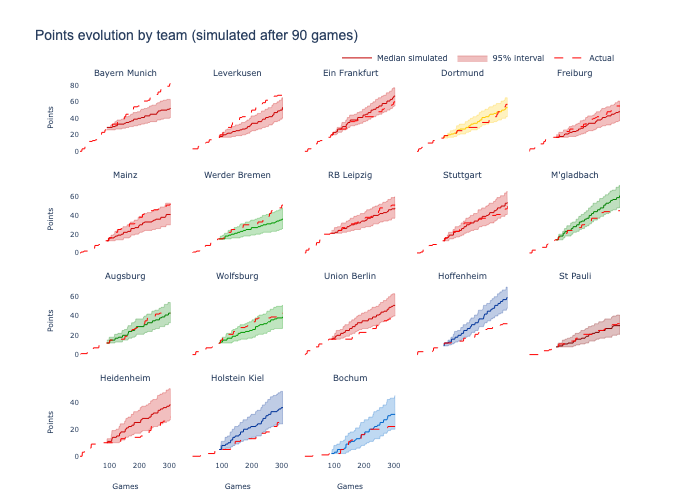 Points evolution by team (simulated after 90 games)
Median simulated 95% interval Actual
Bayern Munich Leverkusen Ein Frankfurt Dortmund Freiburg
80
60
40
20
0
Points
Mainz Werder Bremen RB Leipzig Stuttgart M'gladbach
60
40
20
0
Points
Augsburg Wolfsburg Union Berlin Hoffenheim St Pauli
60
40
20
0
Points
Heidenheim Holstein Kiel Bochum
40
20
0
Points
100 200 300 100 200 300 100 200 300
Games Games Games